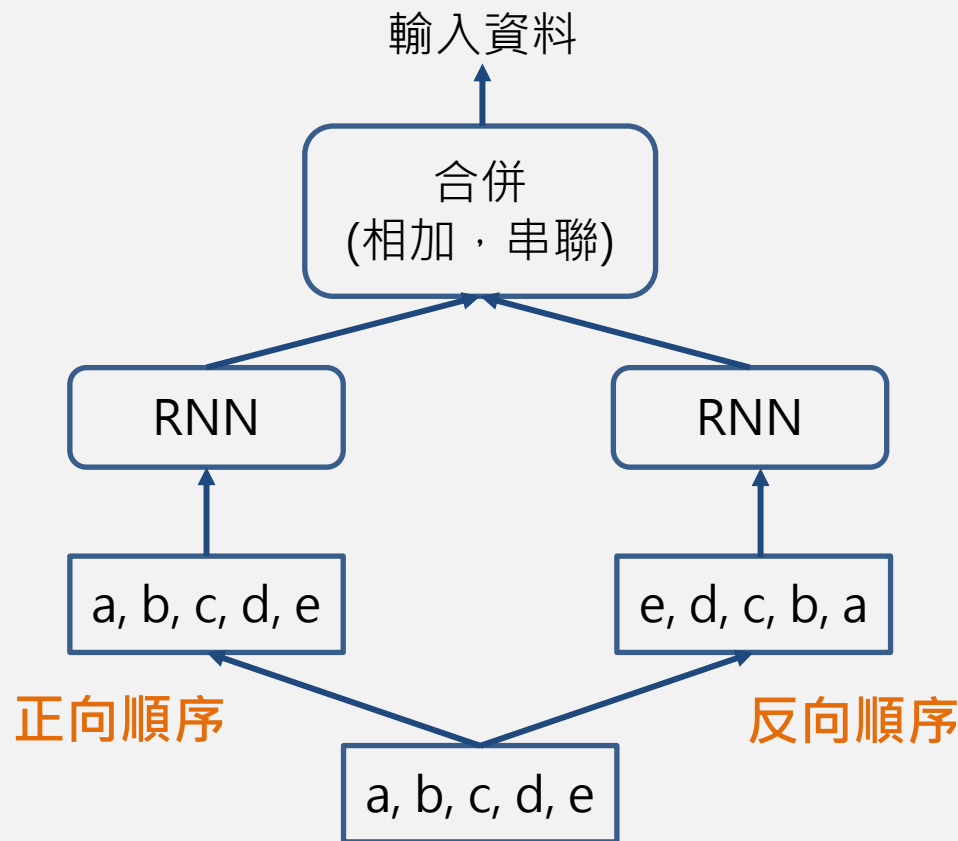 輸入資料
合併
(相加，串聯)
RNN
RNN
a, b, c, d, e
e, d, c, b, a
正向順序
反向順序
a, b, c, d, e